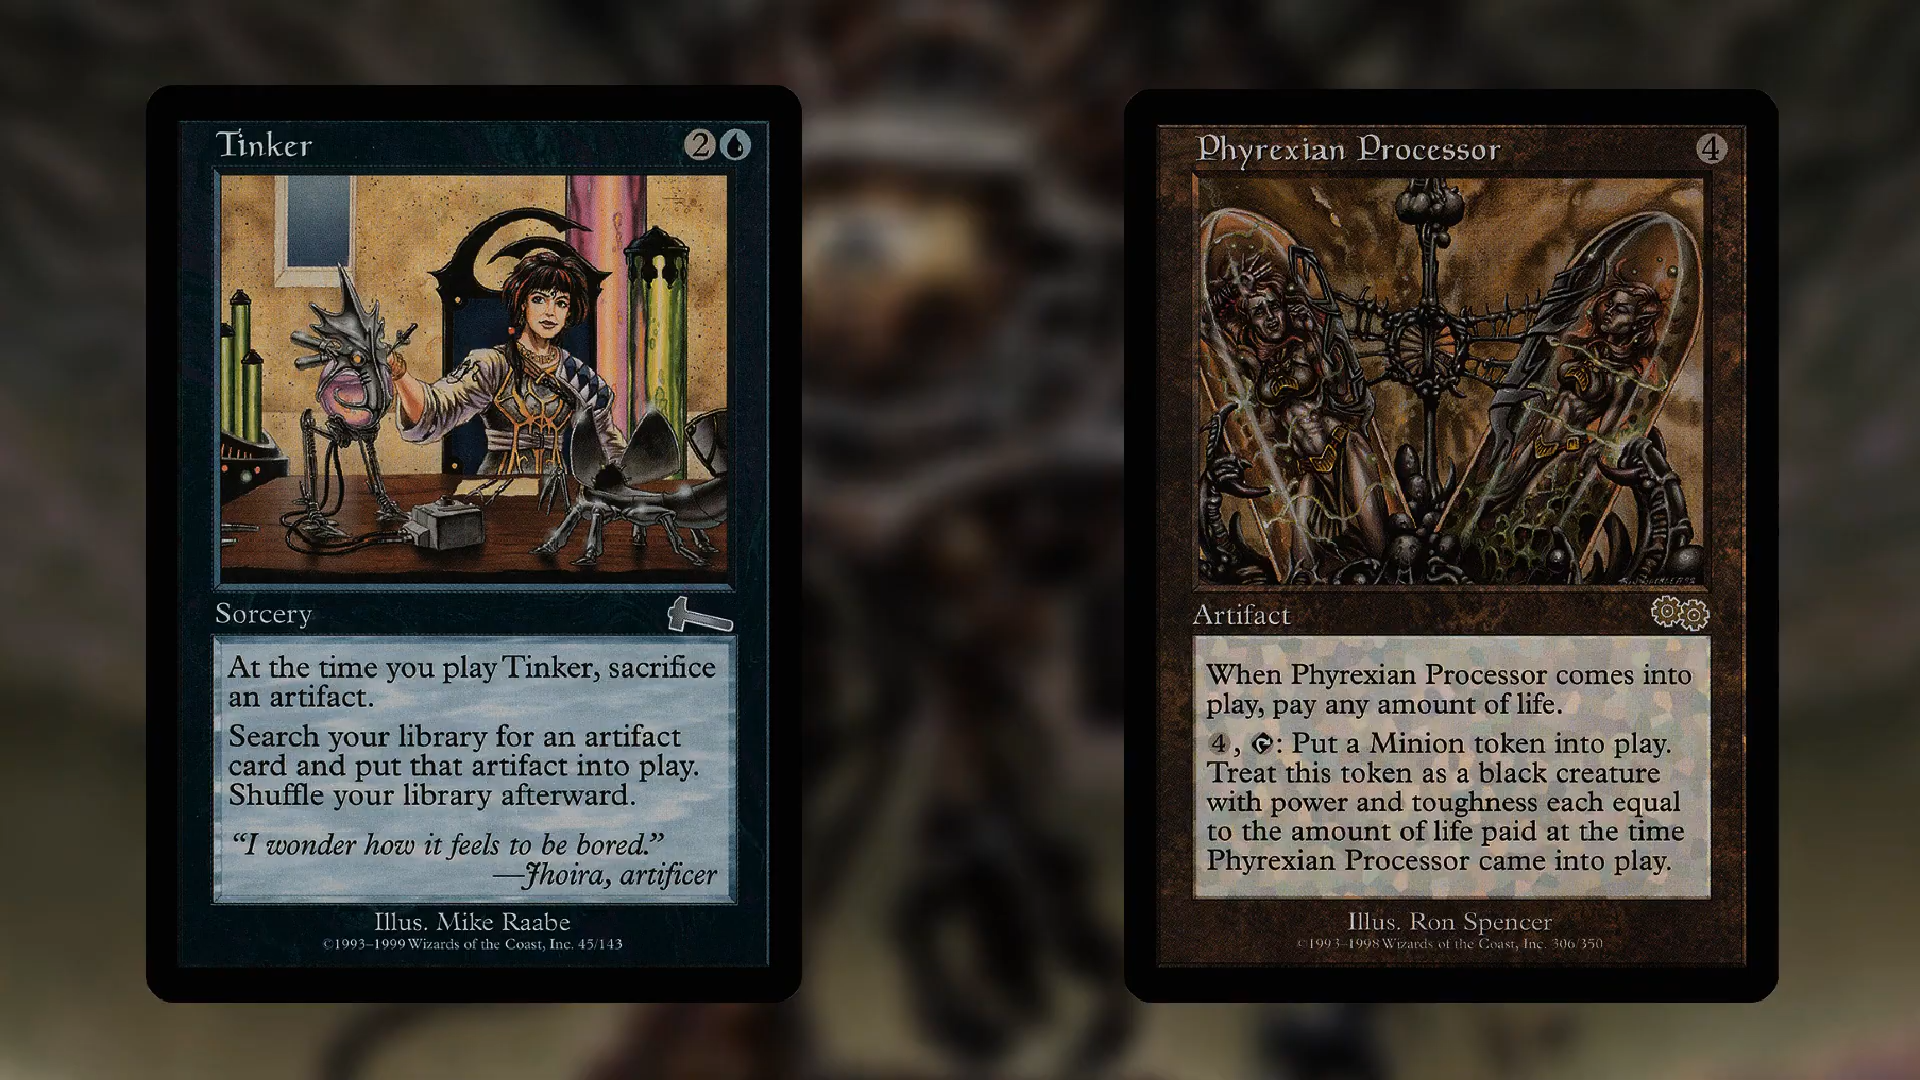 Tinker
2
At the time you play Tinker, sacrifice
an artifact.
Search your library for an artifact
card and put that artifact into play.
Shuffle your library afterward.
"I wonder how it feels to be bored."
—Jhoira, artificer
Sorcery
Illus. Mike Raabe
©1993–1999 Wizards of the Coast, Inc. 45/143
Phyrexian Processor
4
Artifact
When Phyrexian Processor comes into
play, pay any amount of life.
4, : Put a Minion token into play.
Treat this token as a black creature
with power and toughness each equal
to the amount of life paid at the time
Phyrexian Processor came into play.
Illus. Ron Spencer
©1993–1998 Wizards of the Coast, Inc. 306/350